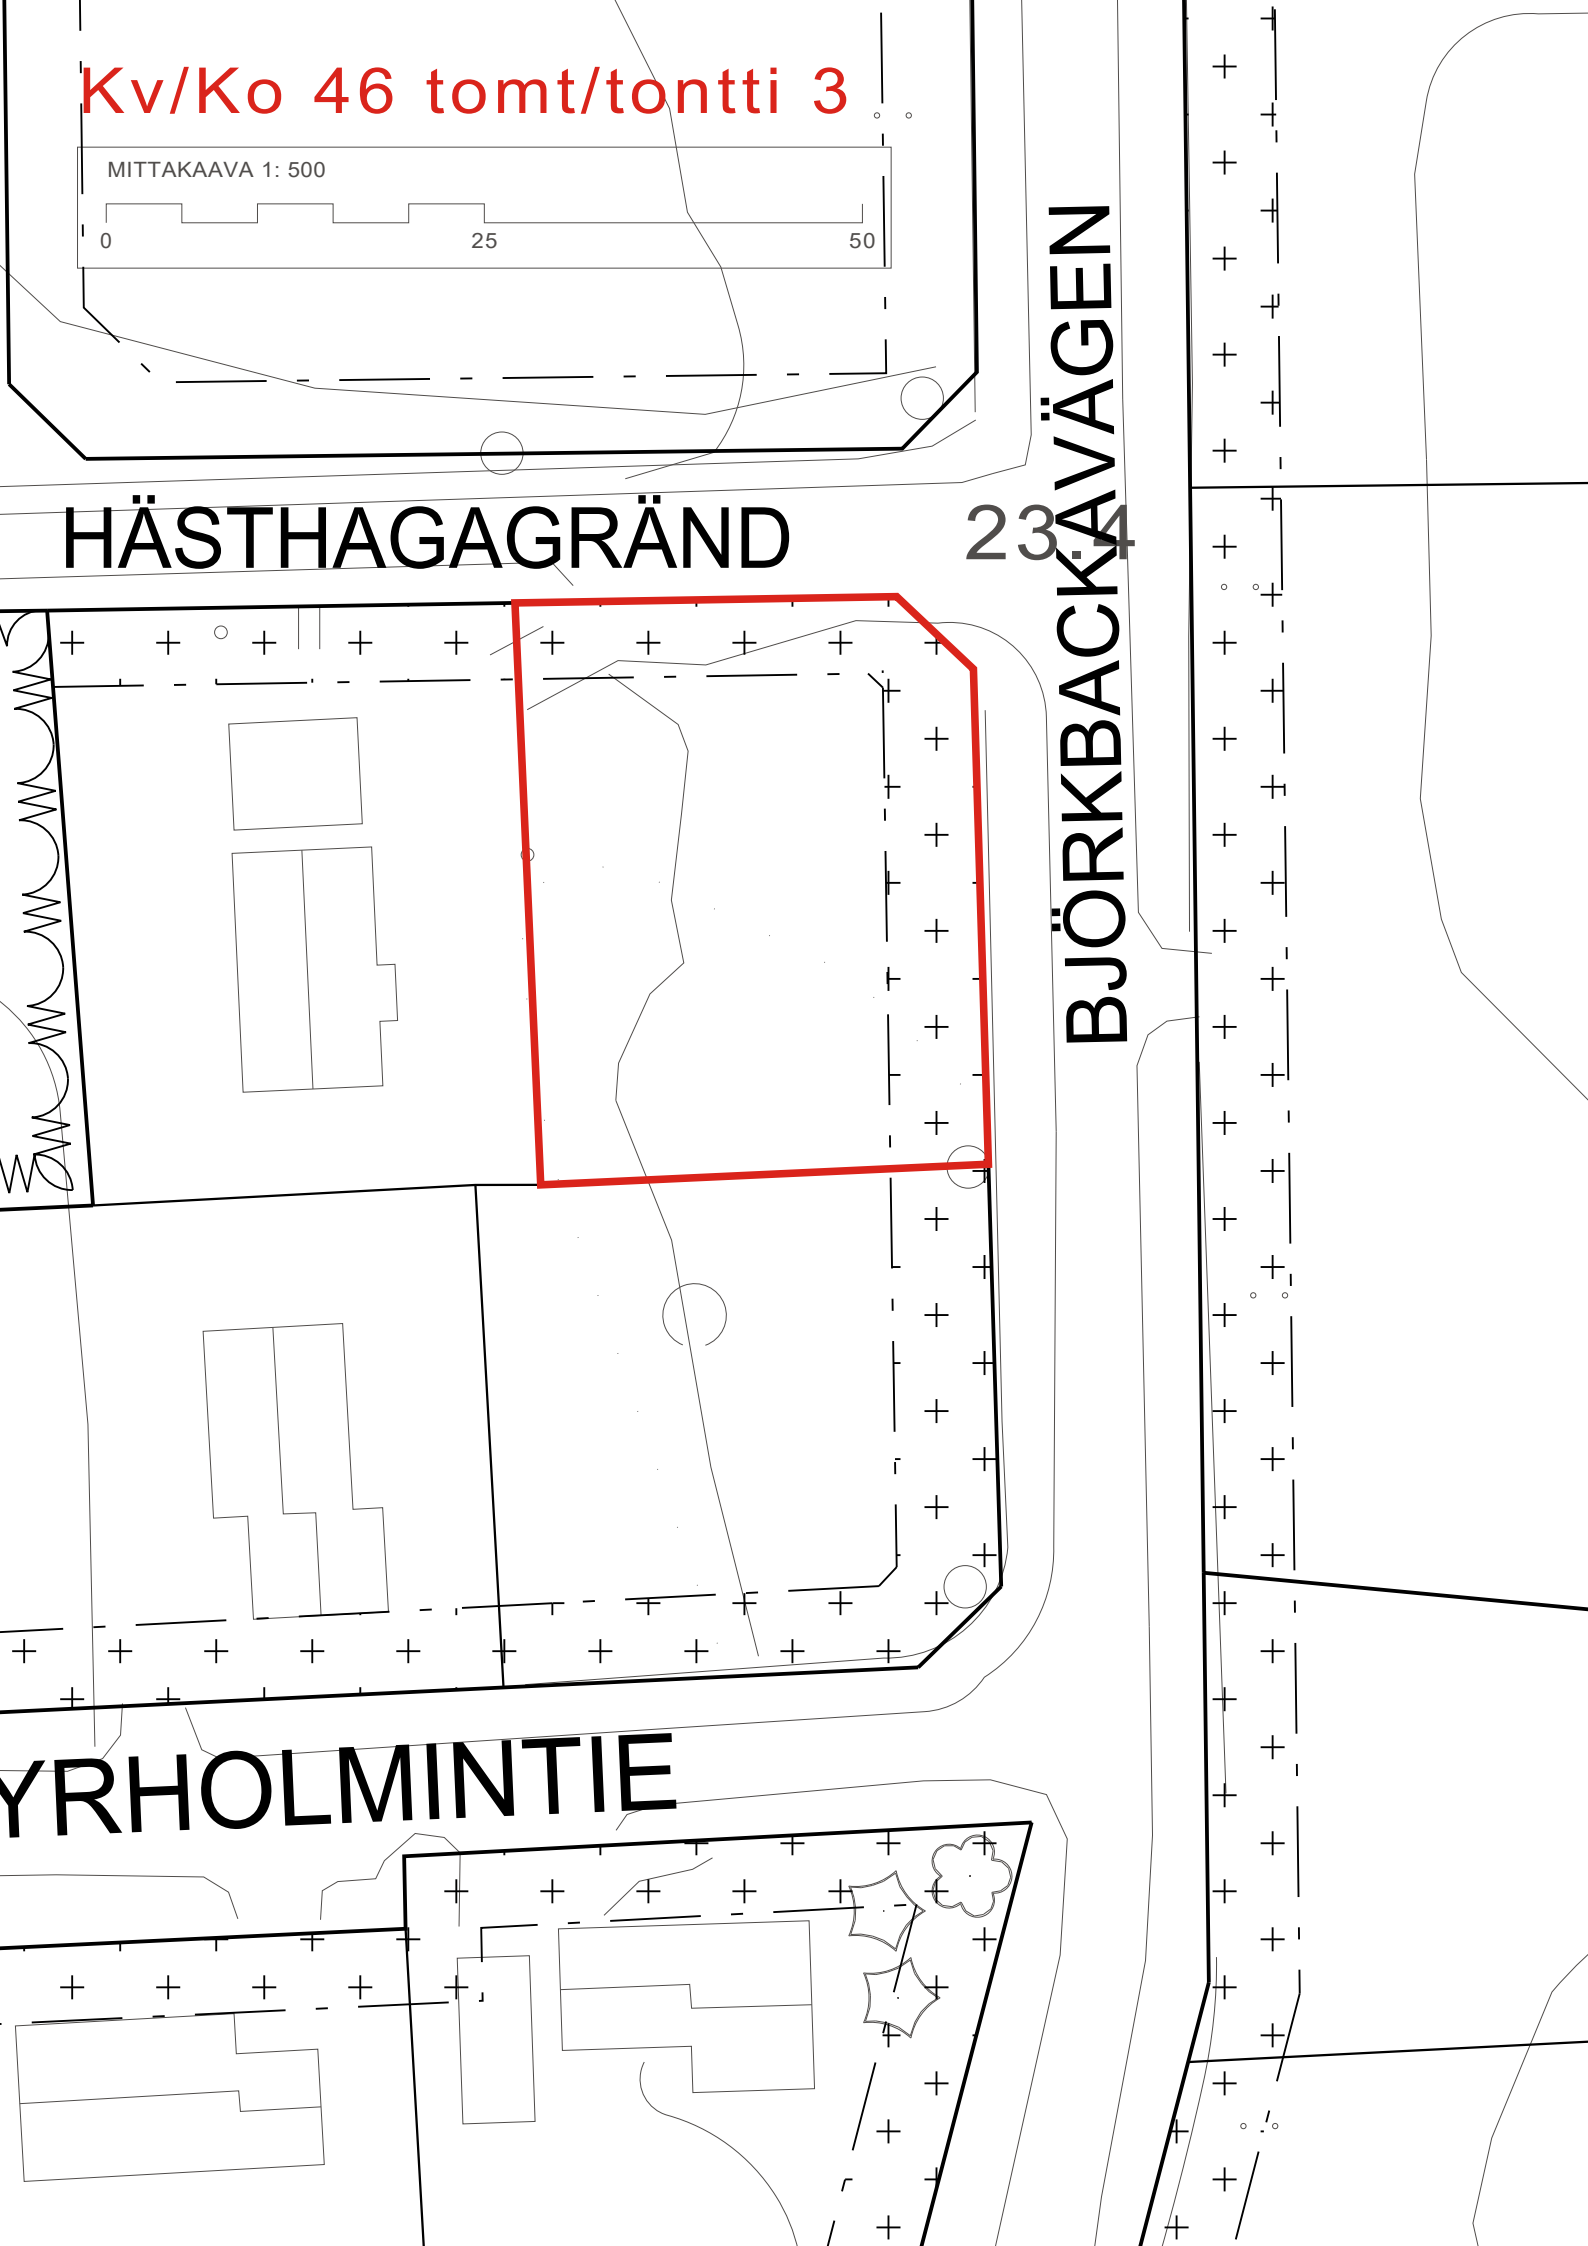 Kv/Ko 46 tomt/tontti 3
MITTAKAAVA 1: 500
0 25 50
HÄSTHAGAGRÄND
23.4
BJÖRKBACKAVÄGEN
YRHOLMINTIE